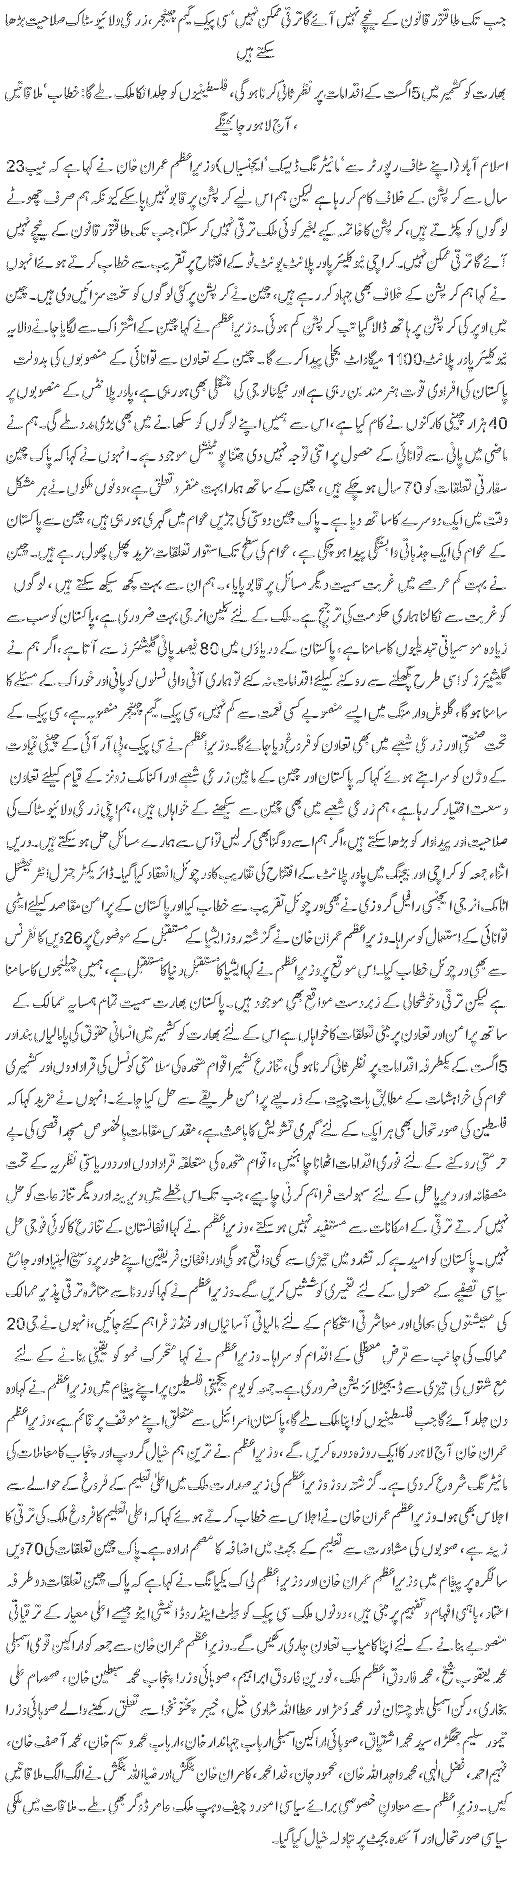 جب تک طاقتور قانون کے نیچے نہیں آئے گا ترقی ممکن نہیں‘ سی پیک گیم چینجر، زرعی و لائیو سٹاک صلاحیت بڑھا
سکتے ہیں
بھارت کو کشمیر میں 5 اگست کے اقدامات پر نظرثانی کرنا ہو گی، فلسطینیوں کو جلد انکا ملک ملے گا: خطاب‘ ملاقاتیں
، آج لاہور جائینگے
اسلام آباد (اپنے سٹاف رپورٹر سے‘ مانیٹرنگ ڈیسک‘ ایجنسیاں) وزیراعظم عمران خان نے کہا ہے کہ نیب 23
سال سے کرپشن کے خلاف کام کر رہا ہے لیکن ہم اس لیے کرپشن پر قابو نہیں پا سکے کیونکہ ہم صرف چھوٹے
لوگوں کو پکڑتے ہیں، کرپشن کا خاتمہ کیے بغیر کوئی ملک ترقی نہیں کر سکتا، جب تک طاقتور قانون کے نیچے نہیں
آئے گا ترقی ممکن نہیں۔ کراچی نیوکلیئر پاور پلانٹ یونٹ ٹو کے افتتاح پر تقریب سے خطاب کرتے ہوئے انہوں
نے کہا ہم کرپشن کے خلاف بھی جہاد کر رہے ہیں، چین نے کرپشن پر کئی لوگوں کو سخت سزائیں دی ہیں۔ چین
میں اوپر کی کرپشن پر ہاتھ ڈالا گیا تب کرپشن کم ہوئی۔ وزیراعظم نے کہا چین کے اشتراک سے لگایا جانے والا یہ
نیوکلیئر پاور پلانٹ 1100 میگاواٹ بجلی پیدا کرے گا۔ چین کے تعاون سے توانائی کے منصوبوں کی بدولت
پاکستان کی افرادی قوت ہنر مند بن رہی ہے اور ٹیکنالوجی کی منتقلی بھی ہو رہی ہے، پاور پلانٹس کے منصوبوں پر
40 ہزار چینی کارکنوں نے کام کیا ہے، اس سے ہمیں اپنے لوگوں کو سکھانے میں بھی بڑی مدد ملے گی۔ ہم نے
ماضی میں پانی سے توانائی کے حصول پر اتنی توجہ نہیں دی جتنا پوٹینشل موجود ہے۔ انہوں نے کہا کہ پاک چین
سفارتی تعلقات کو 70 سال ہو چکے ہیں، چین کے ساتھ ہمارا بہت منفرد تعلق ہے، دونوں ملکوں نے ہر مشکل
وقت میں ایک دوسرے کا ساتھ دیا ہے۔ پاک چین دوستی کی جڑیں عوام میں گہری ہو رہی ہیں، چین سے پاکستان
کے عوام کی ایک جذباتی وابستگی پیدا ہو چکی ہے، عوام کی سطح تک استوار تعلقات مزید پھل پھول رہے ہیں۔ چین
نے بہت کم عرصے میں غربت سمیت دیگر مسائل پر قابو پایا،۔ ہم ان سے بہت کچھ سیکھ سکتے ہیں، لوگوں
کو غربت سے نکالنا ہماری حکومت کی ترجیح ہے۔ ملک کے لئے کلین انرجی بہت ضروری ہے، پاکستان کو سب سے
زیادہ موسمیاتی تبدیلیوں کا سامنا ہے، پاکستان کے دریاؤں میں 80 فیصد پانی گلیشئرز سے آتا ہے، اگر ہم نے
گلیشیئرز کو اسی طرح پگھلنے سے روکنے کیلئے اقدامات نہ کئے تو ہماری آنی والی نسلوں کو پانی اور خوراک کے مسئلے کا
سامنا ہو گا، گلوبل وارمنگ میں ایسے منصوبے کسی نعمت سے کم نہیں، سی پیک گیم چینجر منصوبہ ہے، سی پیک کے
تحت صنعتی اور زرعی شعبے میں بھی تعاون کو فروغ دیا جائے گا۔ وزیراعظم نے سی پیک، بی آر آئی کے چینی قیادت
کے وژن کو سراہتے ہوئے کہا کہ پاکستان اور چین کے مابین زرعی شعبے اور اکنامک زونز کے قیام کیلئے تعاون
وسعت اختیار کر رہا ہے، ہم زرعی شعبے میں بھی چین سے سیکھنے کے خواہاں ہیں، ہم اپنی زرعی و لائیو سٹاک کی
صلاحیت اور پیداوار کو بڑھا سکتے ہیں، اگر ہم اسے دوگنا بھی کر لیں تو اس سے ہمارے مسائل حل ہو سکتے ہیں۔ دریں
اثناء جمعہ کو کراچی اور بیجنگ میں پاور پلانٹ کے افتتاح کی تقاریب کا ورچوئل انعقاد کیا گیا۔ ڈائریکٹر جنرل انٹرنیشنل
اٹامک انرجی ایجنسی رافیل گروزی نے بھی ورچوئل تقریب سے خطاب کیا اور پاکستان کے پرامن مقاصد کیلئے ایٹمی
توانائی کے استعمال کو سراہا۔ وزیراعظم عمران خان نے گزشتہ روز ایشیا کے مستقبل کے موضوع پر 26 ویں کانفرنس
سے بھی ورچوئل خطاب کیا۔ اس موقع پر وزیراعظم نے کہا ایشیا کا مستقبل دنیا کا مستقبل ہے، ہمیں چیلنجوں کا سامنا
ہے لیکن ترقی و خوشحالی کے زبردست مواقع بھی موجود ہیں۔ پاکستان بھارت سمیت تمام ہمسایہ ممالک کے
ساتھ پرامن اور تعاون پر مبنی تعلقات کا خواہاں ہے اس کے لئے بھارت کو کشمیر میں انسانی حقوق کی پامالیاں بند اور
5 اگست کے یکطرفہ اقدامات پر نظرثانی کرنا ہو گی، تنازع کشمیر اقوام متحدہ کی سلامتی کونسل کی قراردادوں اور کشمیری
عوام کی خواہشات کے مطابق بات چیت کے ذریعے پرامن طریقے سے حل کیا جائے۔ انہوں نے مزید کہا کہ
فلسطین کی صورتحال بھی ہر ایک کے لئے گہری تشویش کا باعث ہے، مقدس مقامات بالخصوص مسجد اقصیٰ کی بے
حرمتی روکنے کے لئے فوری اقدامات اٹھانا چاہئیں، اقوام متحدہ کی متعلقہ قراردادوں اور دو ریاستی نظریہ کے تحت
منصفانہ اور دیرپا حل کے لئے سہولت فراہم کرنی چاہیے، جب تک اس خطے میں دیرینہ اور دیگر تنازعات کو حل
نہیں کرتے ترقی کے امکانات سے مستفید نہیں ہو سکتے، وزیراعظم نے کہا افغانستان کے تنازع کا کوئی فوجی حل
نہیں۔ پاکستان کو امید ہے کہ تشدد میں تیزی سے کمی واقع ہو گی اور افغان فریقین اپنے طور پر وسیع البنیاد اور جامع
سیاسی تصفیے کے حصول کے لئے تعمیری کوششیں کریں گے۔ وزیراعظم نے کہا کورونا سے متاثرہ ترقی پذیر ممالک
کی معیشتوں کی بحالی اور معاشرتی استحکام کے لئے مالیاتی آسانیاں اور فنڈز فراہم کئے جائیں، انہوں نے جی 20
ممالک کی جانب سے قرض معطلی کے اقدام کو سراہا۔ وزیراعظم نے کہا متحرک نمو کو یقینی بنانے کے لئے
معیشتوں کی تیزی سے ڈیجیٹلائزیشن ضروری ہے۔ جمعہ کو یوم یکجہتی فلسطین پر اپنے پیغام میں وزیراعظم نے کہا وہ
دن جلد آئے گا جب فلسطینیوں کو اپنا ملک ملے گا، پاکستان اسرائیل سے متعلق اپنے موقف پر قائم ہے، وزیراعظم
عمران خان آج لاہور کا ایک روزہ دورہ کریں گے، وزیراعظم نے ترین ہم خیال گروپ اور پنجاب کا معاملات کی
مانیٹرنگ شروع کر دی ہے۔ گزشتہ روز وزیراعظم کی زیر صدارت ملک میں اعلیٰ تعلیم کے فروغ کے حوالے سے
اجلاس بھی ہوا۔ وزیراعظم عمران خان نے اجلاس سے خطاب کرتے ہوئے کہا کہ اعلیٰ تعلیم کا فروغ ملک کی ترقی کا
زینہ ہے، صوبوں کی مشاورت سے تعلیم کے بجٹ میں اضافہ کا مصمم ارادہ ہے۔ پاک چین تعلقات کی 70 ویں
سالگرہ پر پیغام میں وزیراعظم عمران خان اور وزیراعظم لی کی کیانگ نے کہا ہے کہ پاک چین تعلقات دو طرفہ
اعتماد، باہمی افہام و تفہیم پر مبنی ہیں، دونوں ملک سی پیک کو بیلٹ اینڈ روڈ انیشی ایٹو جیسے اعلیٰ معیار کے ترقیاتی
منصوبے بنانے کے لئے اپنا کامیاب تعاون جاری رکھیں گے۔ وزیراعظم عمران خان سے جمعہ کو اراکین قومی اسمبلی
محمد یعقوب شیخ، محمد فاروق اعظم ملک، نورین فاروق ابراہیم، صوبائی وزراء پنجاب محمد سبطین خان، صمصام علی
بخاری، رکن اسمبلی بلوچستان نور محمد دمڑ اور عطا اللہ شادی خیل، خیبر پختونخوا سے تعلق رکھنے والے صوبائی وزراء
تیمور سلیم جھگڑا، سید محمد اشتیاق، صوبائی اراکین اسمبلی ارباب جہانداد خان، ارباب محمد وسیم خان، محمد آصف خان،
فہیم احمد، فضل الٰہی، محمد واجد اللہ خان، محمود جان، فدا محمد، کامران خان بنگش اور ضیا اللہ بنگش نے الگ الگ ملاقاتیں
کیں۔ وزیراعظم سے معاون خصوصی برائے سیاسی امور و چیف وہپ ملک عامر ڈوگر بھی ملے۔ ملاقات میں ملکی
سیاسی صورتحال اور آئندہ بجٹ پر تبادلہ خیال کیا گیا۔